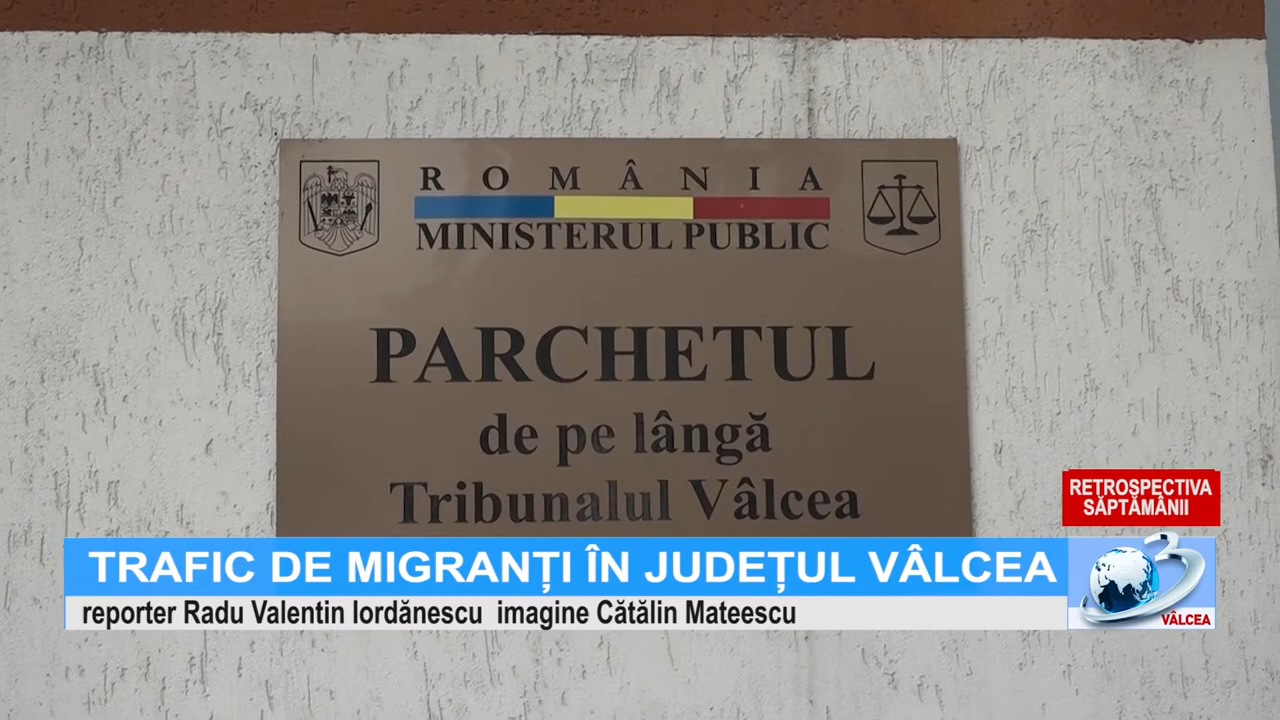 ROMÂNIA
MINISTERUL PUBLIC
PARCHETUL
de pe lângă
Tribunalul Vâlcea
RETROSPECTIVA
SĂPTĂMÂNII
TRAFIC DE MIGRANȚI ÎN JUDEȚUL VÂLCEA
reporter Radu Valentin Iordănescu imagine Cătălin Mateescu
3
VÂLCEA